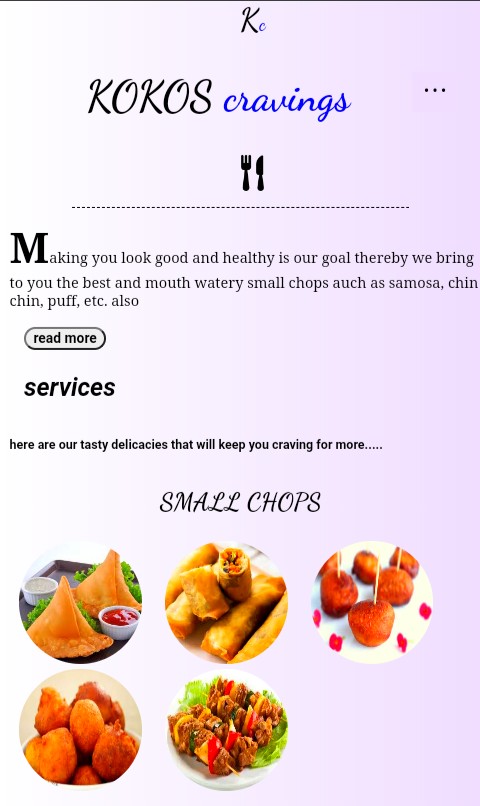 Kc
KOKOS cravings
...
Making you look good and healthy is our goal thereby we bring
to you the best and mouth watery small chops auch as samosa, chin
chin, puff, etc. also
read more
services
here are our tasty delicacies that will keep you craving for more.....
SMALL CHOPS